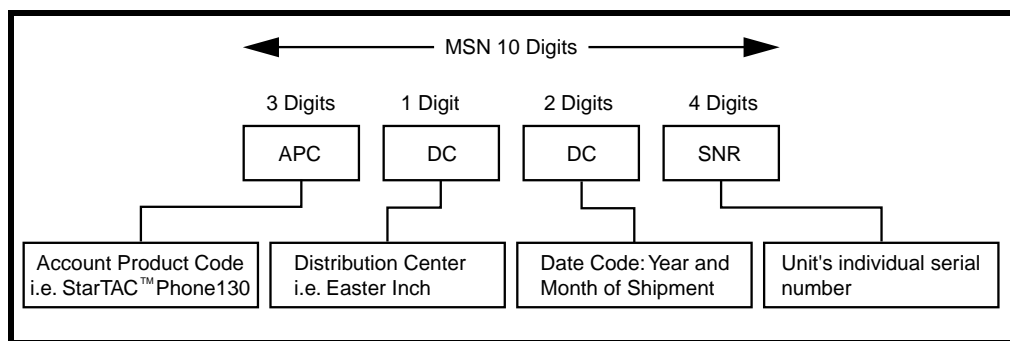 MSN 10 Digits
3 Digits 1 Digit 2 Digits 4 Digits
APC DC DC SNR
Account Product Code
i.e. StarTAC™Phone130
Distribution Center
i.e. Easter Inch
Date Code: Year and
Month of Shipment
Unit's individual serial
number